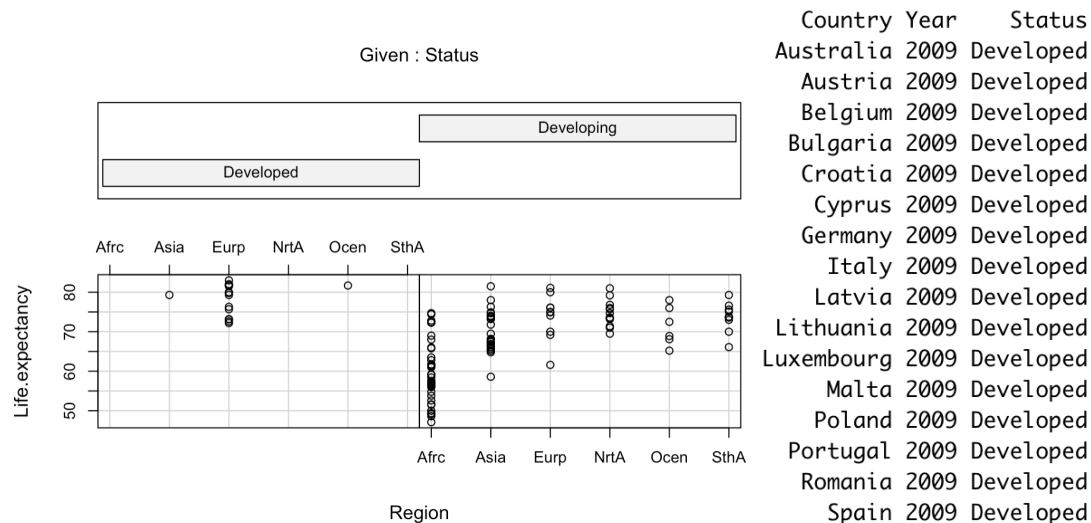 Given : Status
Developing
Developed
Afrc Asia Eurp NrtA Ocen SthA
80
70
60
50
Life.expectancy
Afrc Asia Eurp NrtA Ocen SthA
Region
Country Year Status
Australia 2009 Developed
Austria 2009 Developed
Belgium 2009 Developed
Bulgaria 2009 Developed
Croatia 2009 Developed
Cyprus 2009 Developed
Germany 2009 Developed
Italy 2009 Developed
Latvia 2009 Developed
Lithuania 2009 Developed
Luxembourg 2009 Developed
Malta 2009 Developed
Poland 2009 Developed
Portugal 2009 Developed
Romania 2009 Developed
Spain 2009 Developed